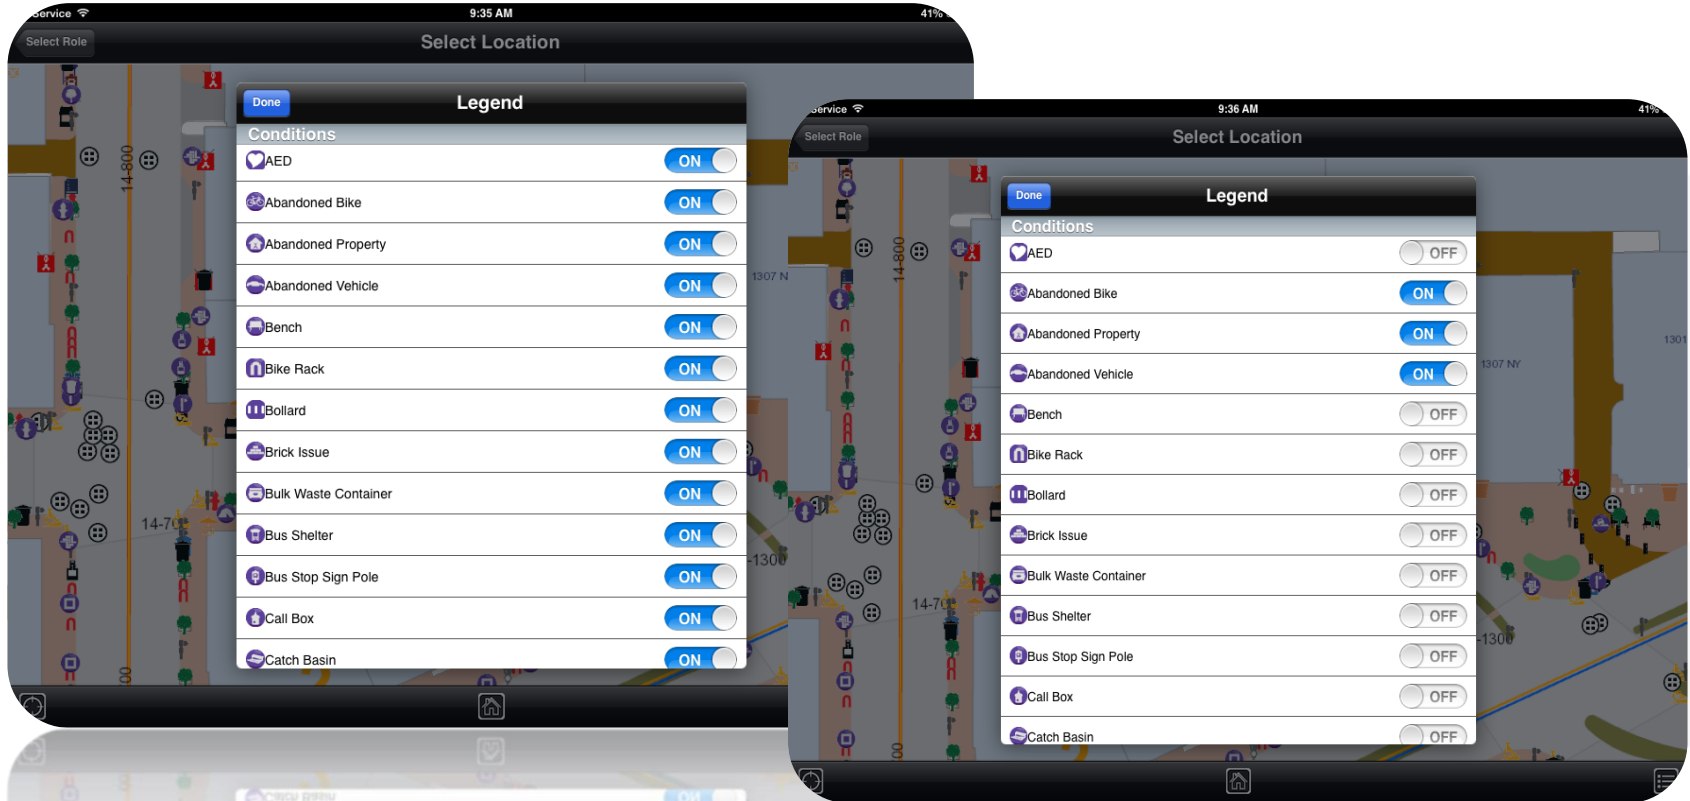 Service 9:35 AM 41%
Select Role Select Location
Done Legend
Conditions
AED ON
Abandoned Bike ON
Abandoned Property ON
Abandoned Vehicle ON
Bench ON
Bike Rack ON
Bollard ON
Brick Issue ON
Bulk Waste Container ON
Bus Shelter ON
Bus Stop Sign Pole ON
Call Box ON
Catch Basin ON
14-800
1307 N
-1300
Service 9:36 AM 41%
Select Role Select Location
Done Legend
Conditions
AED OFF
Abandoned Bike ON
Abandoned Property ON
Abandoned Vehicle ON
Bench OFF
Bike Rack OFF
Bollard OFF
Brick Issue OFF
Bulk Waste Container OFF
Bus Shelter OFF
Bus Stop Sign Pole OFF
Call Box OFF
Catch Basin OFF
14-800
1307 NY
1301
-1300